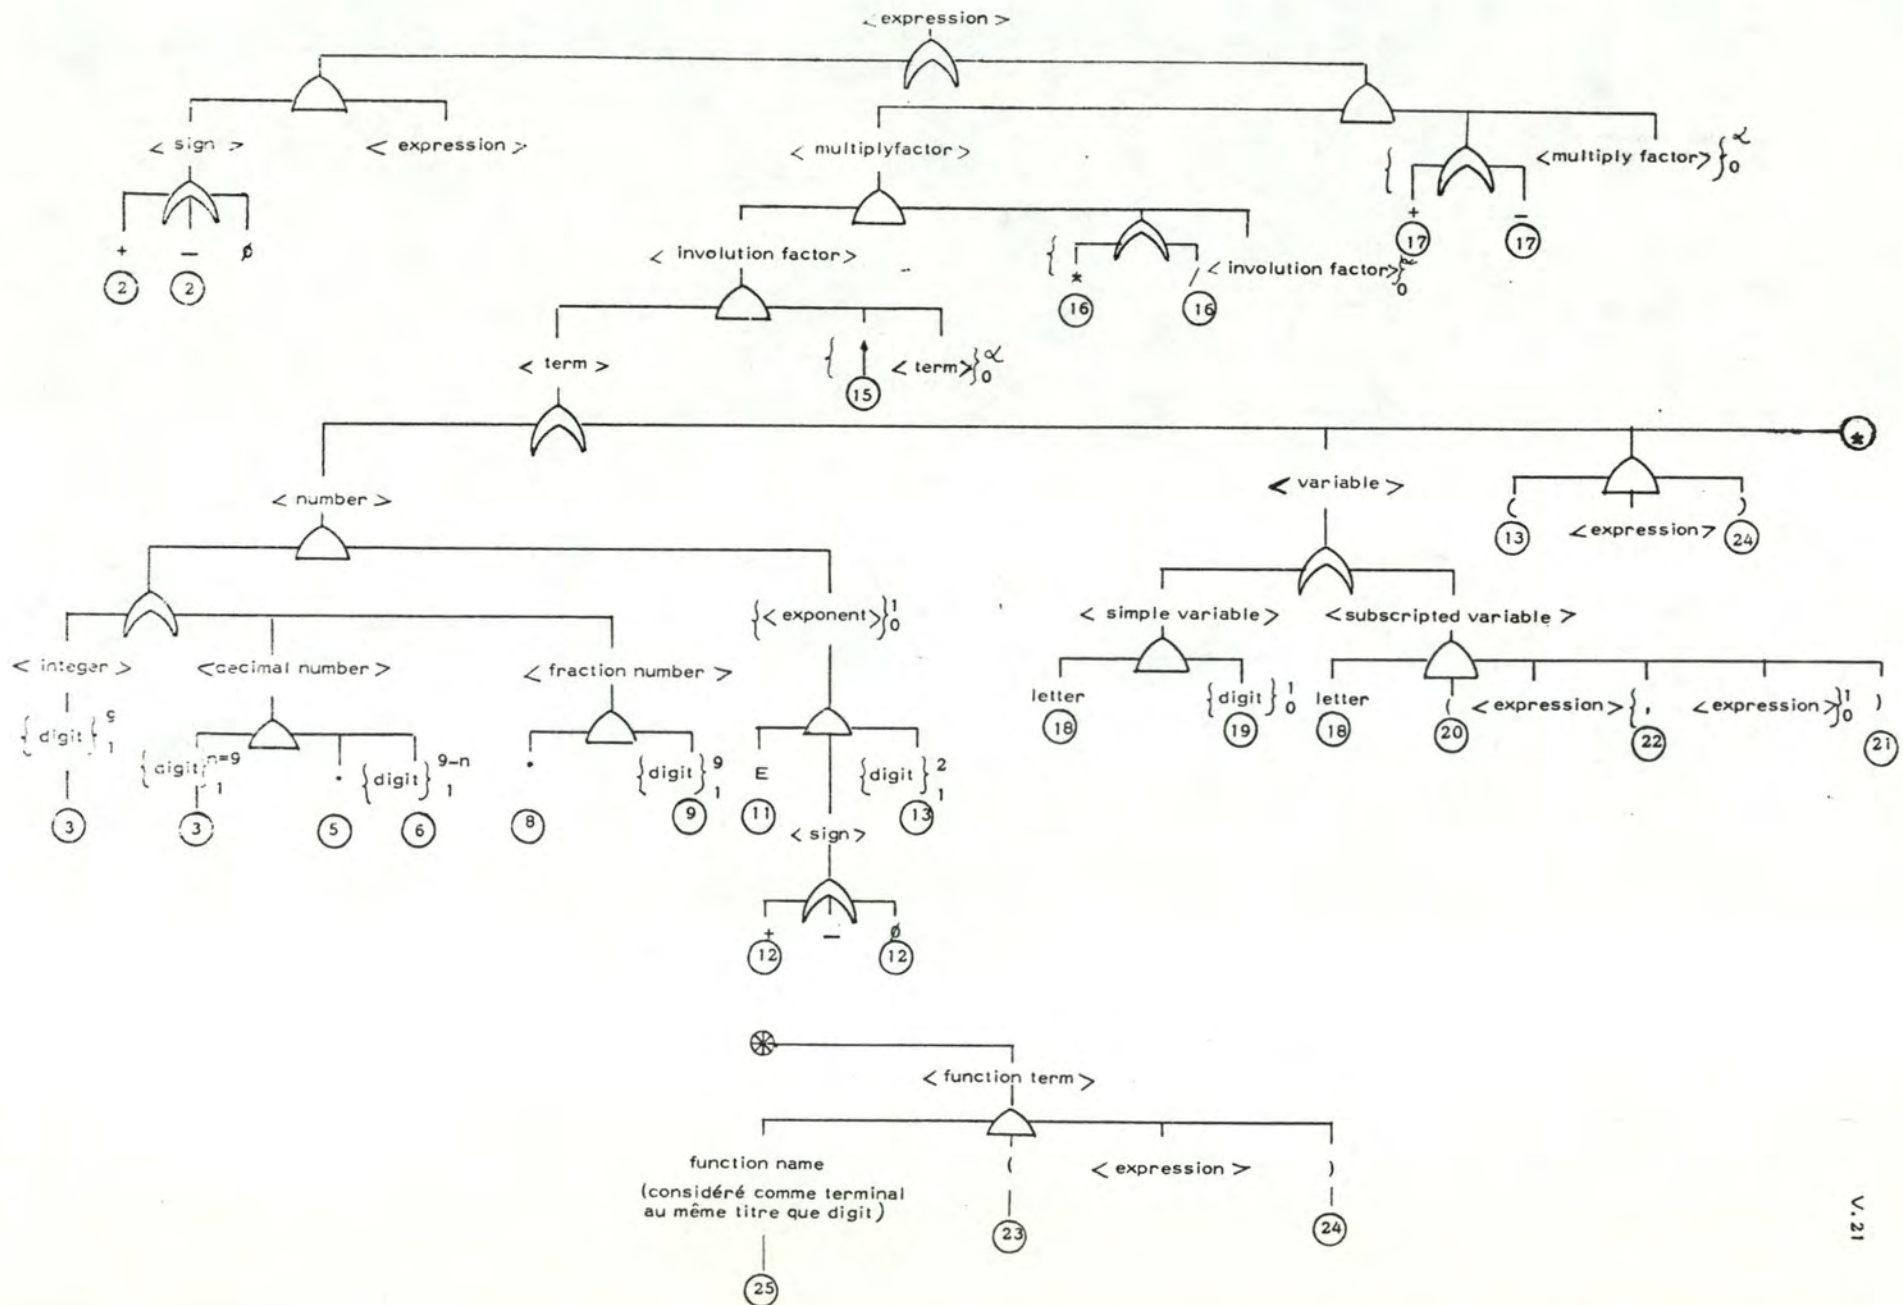 < expression >
< sign > < expression > < multiplyfactor > { < multiply factor > } α 0
+ − ø + −
2 2 17 17
< involution factor > { * / < involution factor > } α 0
16 16
< term > { ↑ < term > } α 0
15
*
< number > < variable > ( < expression > )
13 24
{ < exponent > } 1 0 < simple variable > < subscripted variable >
< integer > < cecimal number > < fraction number >
letter { digit } 1 0 letter ( < expression > { , < expression > } 1 0 )
18 19 18 20 22 21
{ digit } 9 1 { digit } n=9 1 . { digit } 9-n 1 . { digit } 9 1 E { digit } 2 1
3 3 5 6 8 9 11 13
< sign >
+ − ø
12 12
*
< function term >
function name ( < expression > )
(considéré comme terminal
au même titre que digit)
23 24
25
V.21